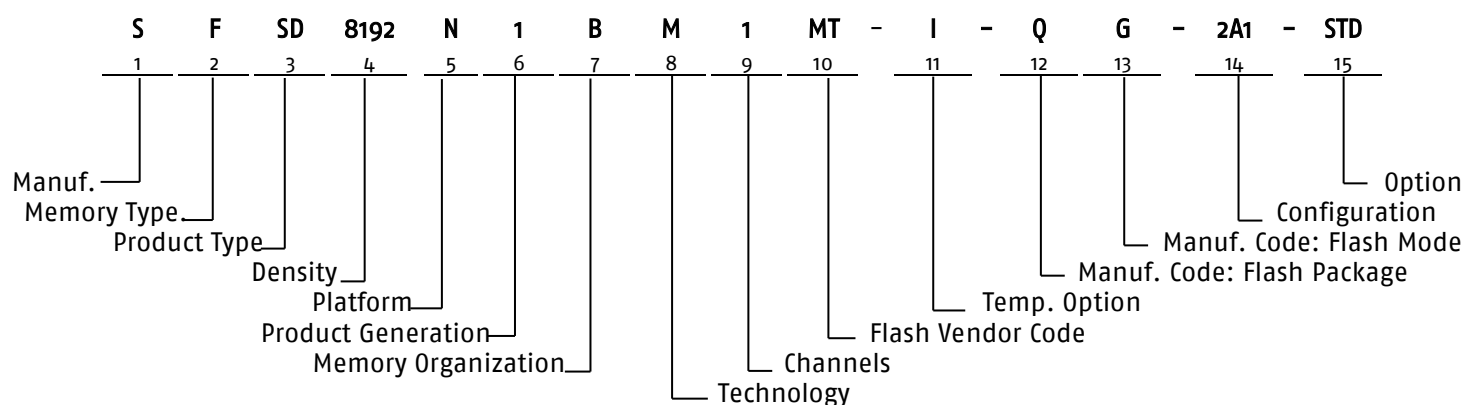 S F SD 8192 N 1 B M 1 MT – I – Q G – 2A1 – STD
1 2 3 4 5 6 7 8 9 10 11 12 13 14 15
Manuf. Option
Memory Type. Configuration
Product Type Manuf. Code: Flash Mode
Density Manuf. Code: Flash Package
Platform Temp. Option
Product Generation Flash Vendor Code
Memory Organization Channels
Technology